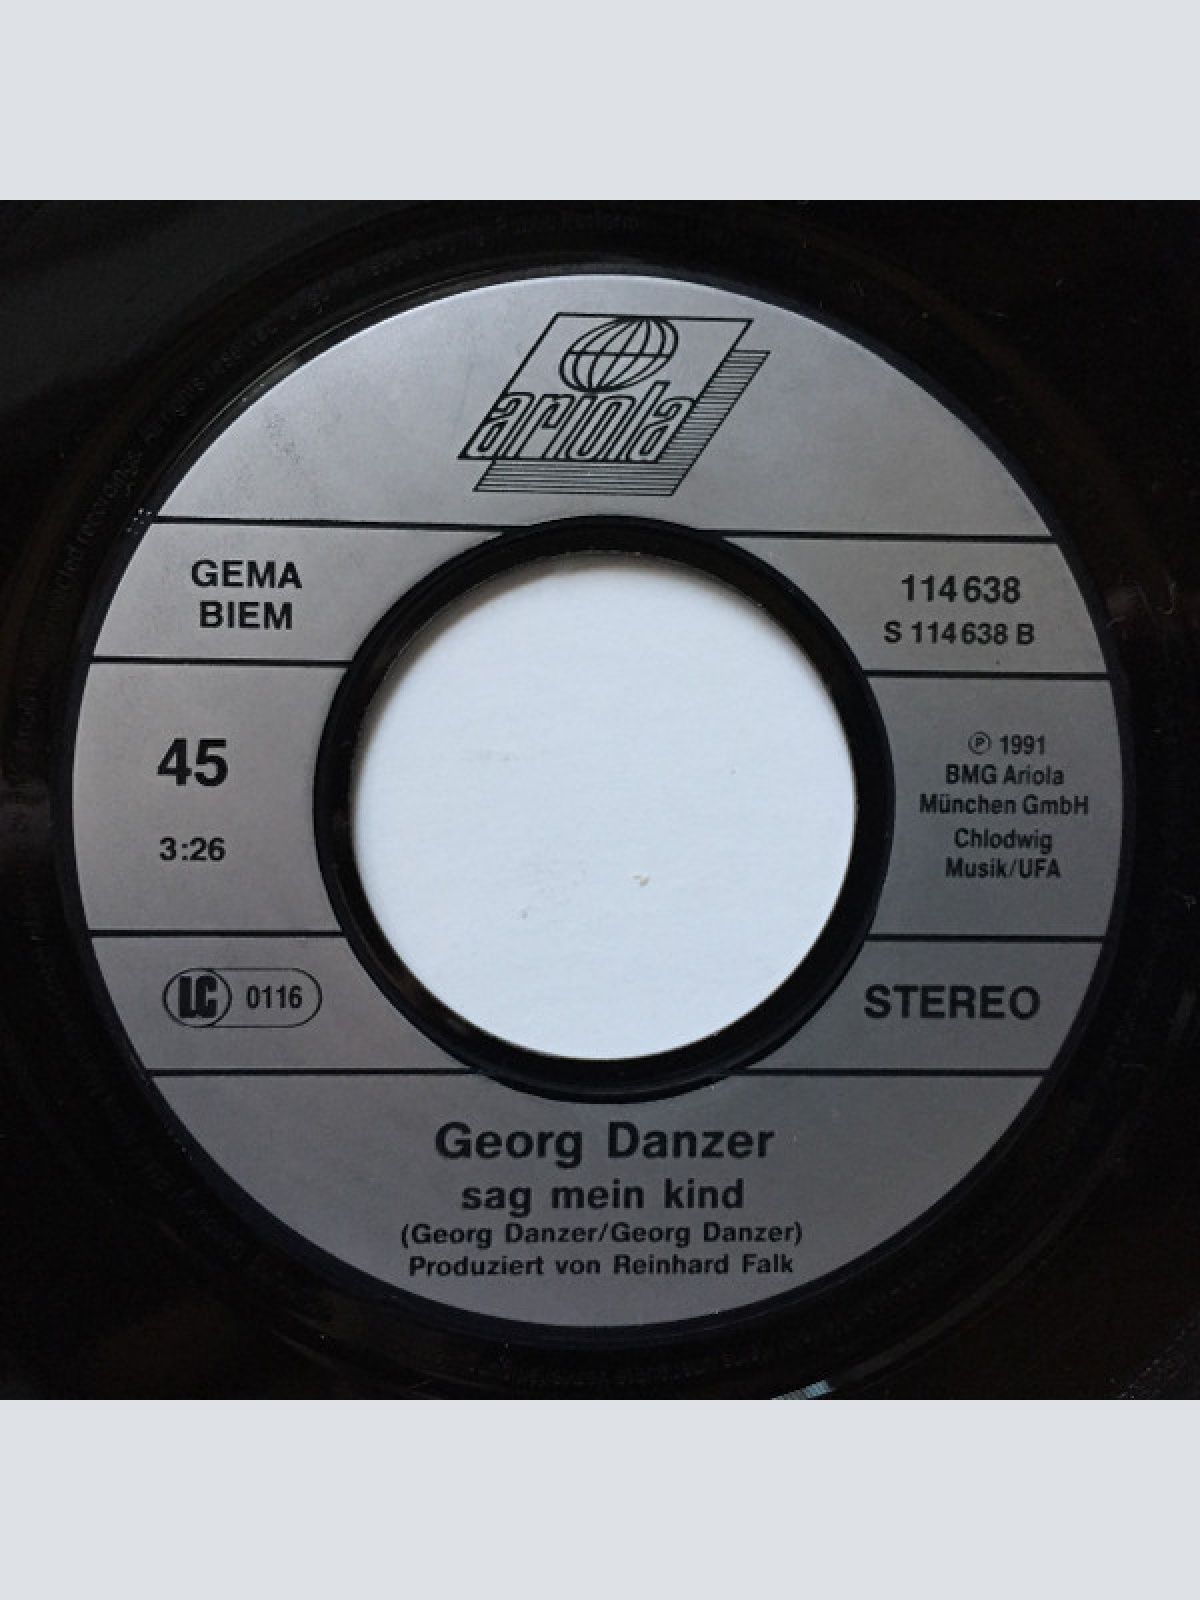 ariola
GEMA
BIEM
114 638
S 114 638 B
45
3:26
℗ 1991
BMG Ariola
München GmbH
Chlodwig
Musik/UFA
LC 0116
STEREO
Georg Danzer
sag mein kind
(Georg Danzer/Georg Danzer)
Produziert von Reinhard Falk